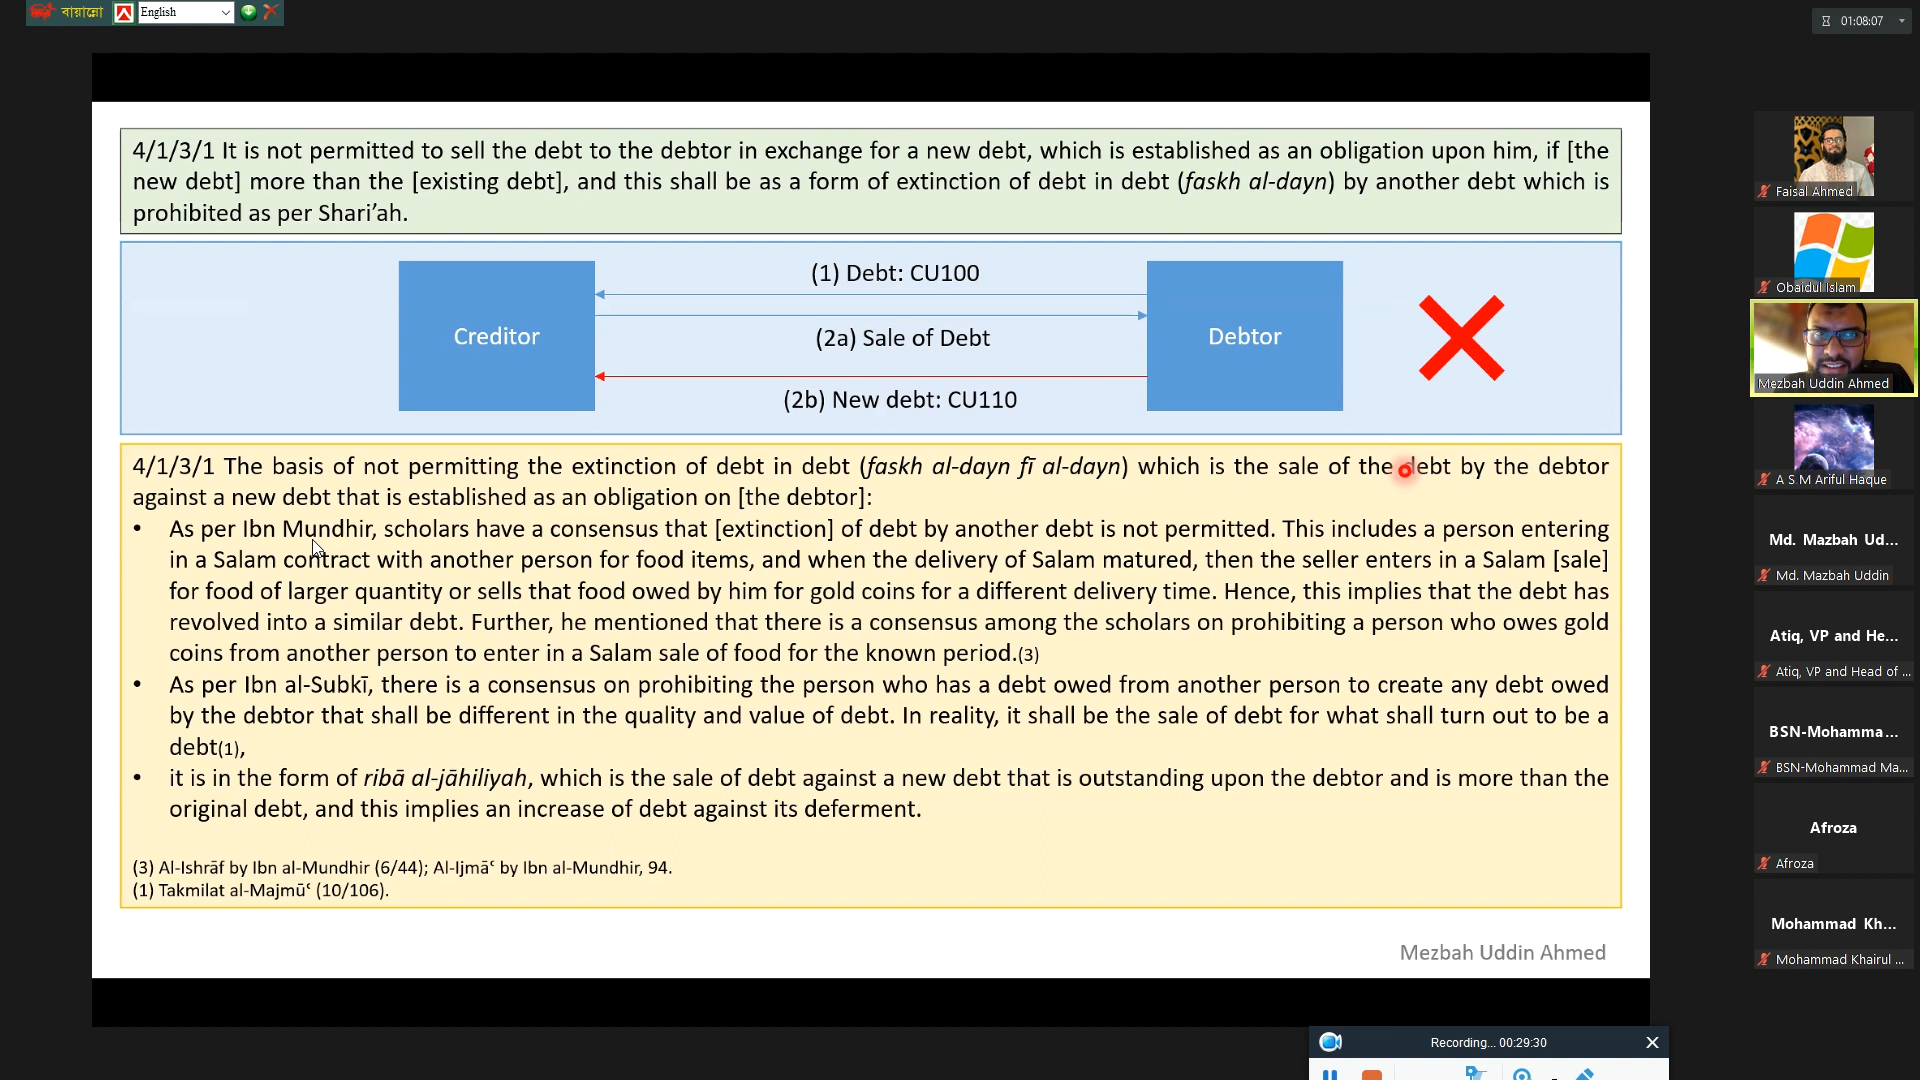 বায়ান্নো
English
01:08:07
4/1/3/1 It is not permitted to sell the debt to the debtor in exchange for a new debt, which is established as an obligation upon him, if [the
new debt] more than the [existing debt], and this shall be as a form of extinction of debt in debt (faskh al-dayn) by another debt which is
prohibited as per Shari’ah.
(1) Debt: CU100
Creditor
(2a) Sale of Debt
Debtor
(2b) New debt: CU110
4/1/3/1 The basis of not permitting the extinction of debt in debt (faskh al-dayn fī al-dayn) which is the sale of the debt by the debtor
against a new debt that is established as an obligation on [the debtor]:
• As per Ibn Mundhir, scholars have a consensus that [extinction] of debt by another debt is not permitted. This includes a person entering
in a Salam contract with another person for food items, and when the delivery of Salam matured, then the seller enters in a Salam [sale]
for food of larger quantity or sells that food owed by him for gold coins for a different delivery time. Hence, this implies that the debt has
revolved into a similar debt. Further, he mentioned that there is a consensus among the scholars on prohibiting a person who owes gold
coins from another person to enter in a Salam sale of food for the known period.(3)
• As per Ibn al-Subkī, there is a consensus on prohibiting the person who has a debt owed from another person to create any debt owed
by the debtor that shall be different in the quality and value of debt. In reality, it shall be the sale of debt for what shall turn out to be a
debt(1),
• it is in the form of ribā al-jāhiliyah, which is the sale of debt against a new debt that is outstanding upon the debtor and is more than the
original debt, and this implies an increase of debt against its deferment.
(3) Al-Ishrāf by Ibn al-Mundhir (6/44); Al-Ijmāʿ by Ibn al-Mundhir, 94.
(1) Takmilat al-Majmūʿ (10/106).
Mezbah Uddin Ahmed
Faisal Ahmed
Obaidul Islam
Mezbah Uddin Ahmed
A S M Ariful Haque
Md. Mazbah Ud...
Md. Mazbah Uddin
Atiq, VP and He...
Atiq, VP and Head of ...
BSN-Mohamma...
BSN-Mohammad Ma...
Afroza
Afroza
Mohammad Kh...
Mohammad Khairul ...
Recording... 00:29:30